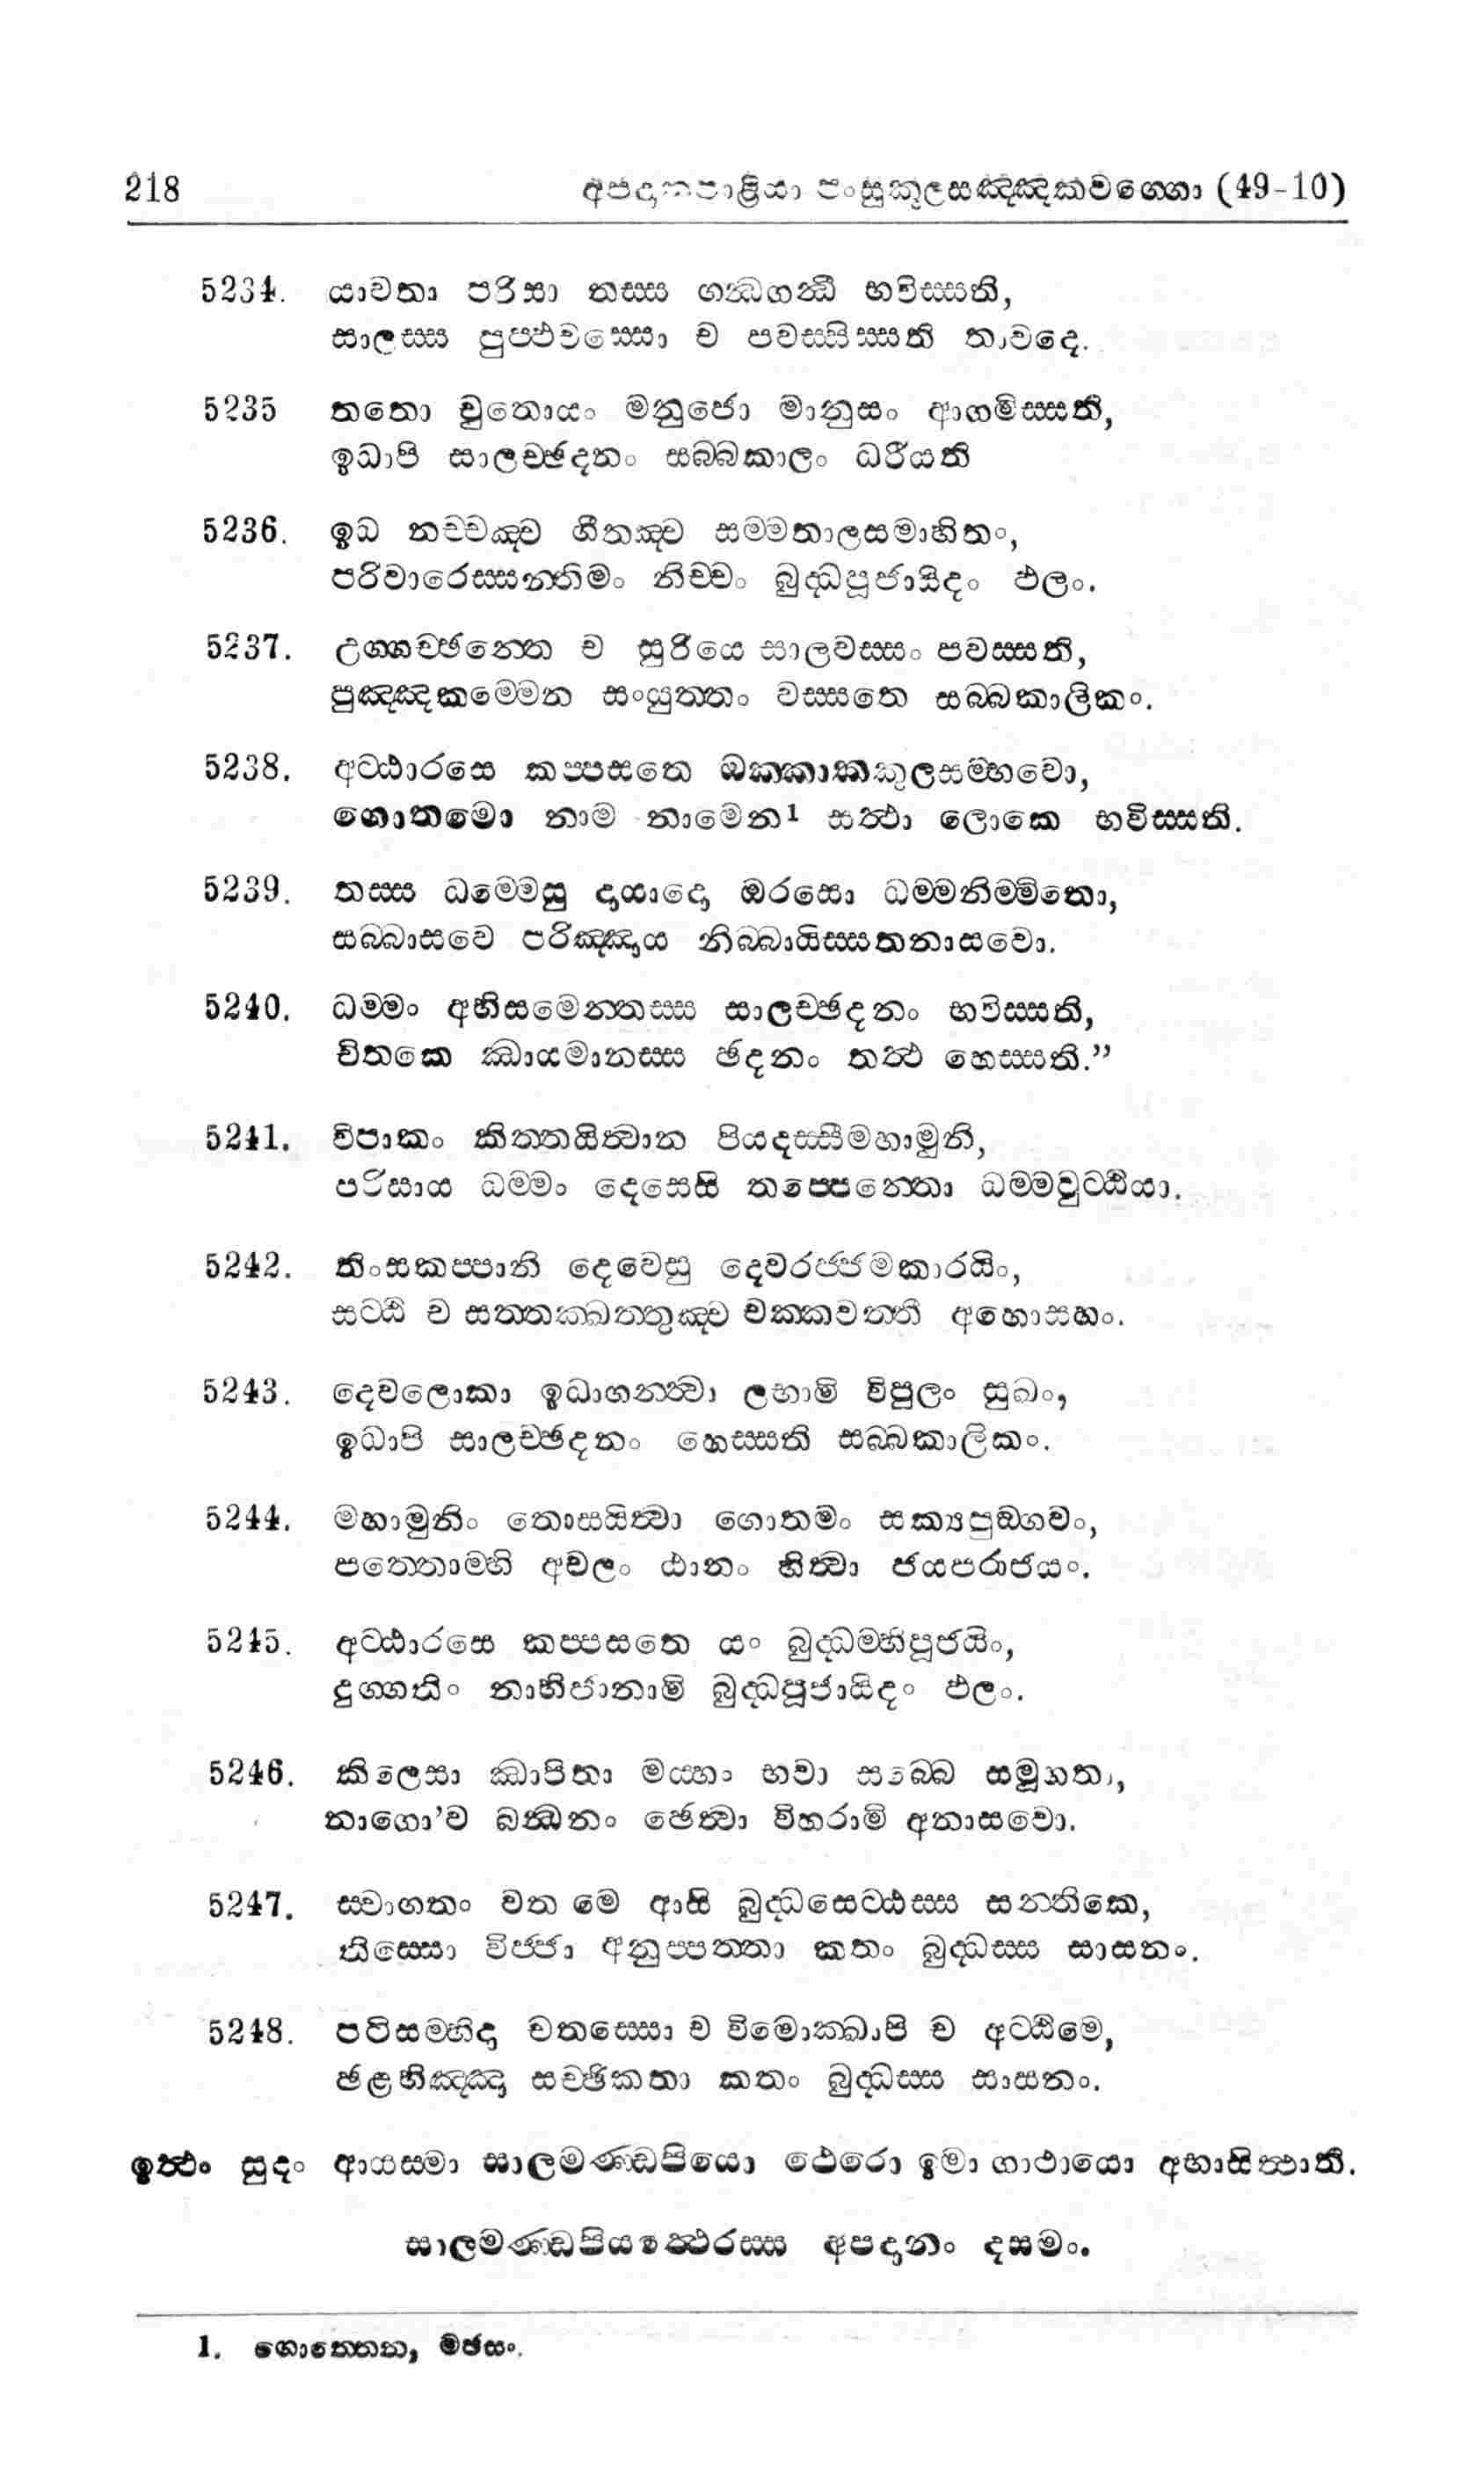 218 අපදානපාළියා පංසුකූලසඤ්ඤකවග්ගො (49-10)
5234. යාවතා පරිසා තස්ස ගන්ධගන්ධී භවිස්සති,
සාලස්ස පුප්ඵවස්සො ච පවස්සිස්සති තාවදෙ.
5235 තතො චුතොයං මනුජො මානුසං ආගමිස්සති,
ඉධාපි සාලච්ඡදනං සබ්බකාලං ධරීයති
5236. ඉධ නච්චඤ්ච ගීතඤ්ච සම්මතාලසමාහිතං,
පරිවාරෙස්සන්තිමං නිච්චං බුද්ධපූජායිදං ඵලං.
5237. උග්ගච්ඡන්තෙ ච සුරියෙ සාලවස්සං පවස්සති,
පුඤ්ඤකම්මෙන සංයුත්තං වස්සතෙ සබ්බකාලිකං.
5238. අට්ඨාරසෙ කප්පසතෙ ඔක්කාකකුලසම්භවො,
ගොතමො නාම නාමෙන¹ සත්ථා ලොකෙ භවිස්සති.
5239. තස්ස ධම්මෙසු දායාදො ඔරසො ධම්මනිම්මිතො,
සබ්බාසවෙ පරිඤ්ඤාය නිබ්බායිස්සතනාසවො.
5240. ධම්මං අභිසමෙන්තස්ස සාලච්ඡදනං භවිස්සති,
චිතකෙ ඣායමානස්ස ඡදනං තත්ථ හෙස්සති.”
5241. විපාකං කිත්තයිත්වාන පියදස්සීමහාමුනි,
පරිසාය ධම්මං දෙසෙසි තප්පෙන්තො ධම්මවුට්ඨියා.
5242. තිංසකප්පානි දෙවෙසු දෙවරජ්ජමකාරයිං,
සට්ඨි ච සත්තක්ඛත්තුඤ්ච චක්කවත්තී අහොසහං.
5243. දෙවලොකා ඉධාගන්ත්වා ලභාමි විපුලං සුඛං,
ඉධාපි සාලච්ඡදනං හෙස්සති සබ්බකාලිකං.
5244. මහාමුනිං තොසයිත්වා ගොතමං සක්‍යපුඞ්ගවං,
පත්තොම්හි අචලං ඨානං හිත්වා ජයපරාජයං.
5245. අට්ඨාරසෙ කප්පසතෙ යං බුද්ධමභිපූජයිං,
දුග්ගතිං නාභිජානාමි බුද්ධපූජායිදං ඵලං.
5246. කිලෙසා ඣාපිතා මය්හං භවා සබ්බෙ සමූහතා,
නාගො’ව බන්ධනං ඡෙත්වා විහරාමි අනාසවො.
5247. ස්වාගතං වත මෙ ආසි බුද්ධසෙට්ඨස්ස සන්තිකෙ,
තිස්සො විජ්ජා අනුප්පත්තා කතං බුද්ධස්ස සාසනං.
5248. පටිසම්භිදා චතස්සො ච විමොක්ඛාපි ච අට්ඨිමෙ,
ඡළභිඤ්ඤා සච්ඡිකතා කතං බුද්ධස්ස සාසනං.
ඉත්ථං සුදං ආයස්මා සාලමණ්ඩපියො ථෙරො ඉමා ගාථායො අභාසිත්ථාති.
සාලමණ්ඩපියත්ථෙරස්ස අපදානං දසමං.
1. ගොත්තෙන, මජසං.